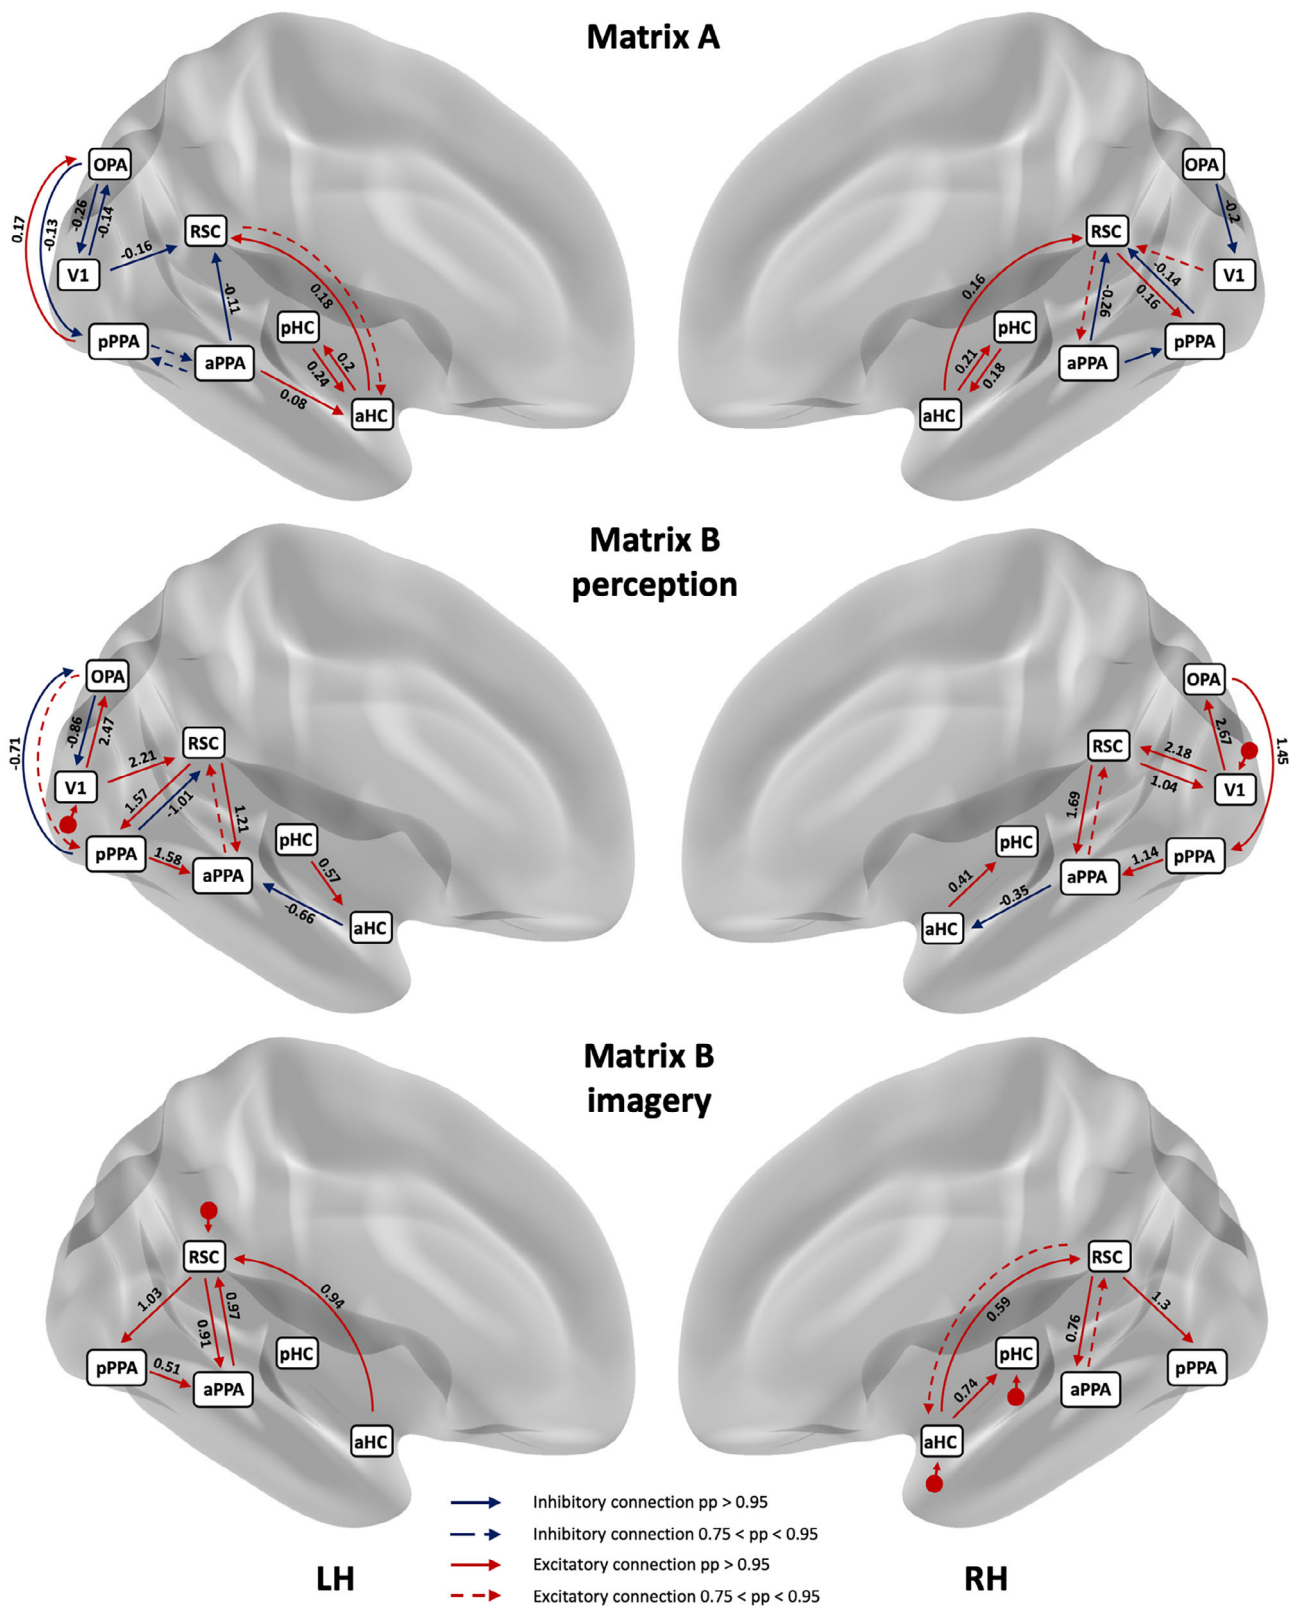 Matrix A
OPA
0.17
-0.13
-0.26
-0.14
V1
-0.16
RSC
-0.11
0.18
pHC
0.2
0.24
pPPA
aPPA
0.08
aHC
OPA
-0.2
RSC
V1
0.16
-0.14
0.16
-0.26
pHC
0.21
0.18
aPPA
pPPA
aHC
Matrix B
perception
OPA
-0.71
-0.86
2.47
V1
2.21
RSC
1.57
-1.01
1.21
pHC
0.57
pPPA
1.58
aPPA
-0.66
aHC
OPA
2.67
1.45
RSC
2.18
1.04
V1
1.69
pHC
0.41
pPPA
1.14
aPPA
-0.35
aHC
Matrix B
imagery
RSC
1.03
0.97
0.91
0.94
pHC
pPPA
0.51
aPPA
aHC
RSC
0.59
0.76
1.3
pHC
0.74
pPPA
aPPA
aHC
Inhibitory connection pp > 0.95
Inhibitory connection 0.75 < pp < 0.95
Excitatory connection pp > 0.95
Excitatory connection 0.75 < pp < 0.95
LH
RH